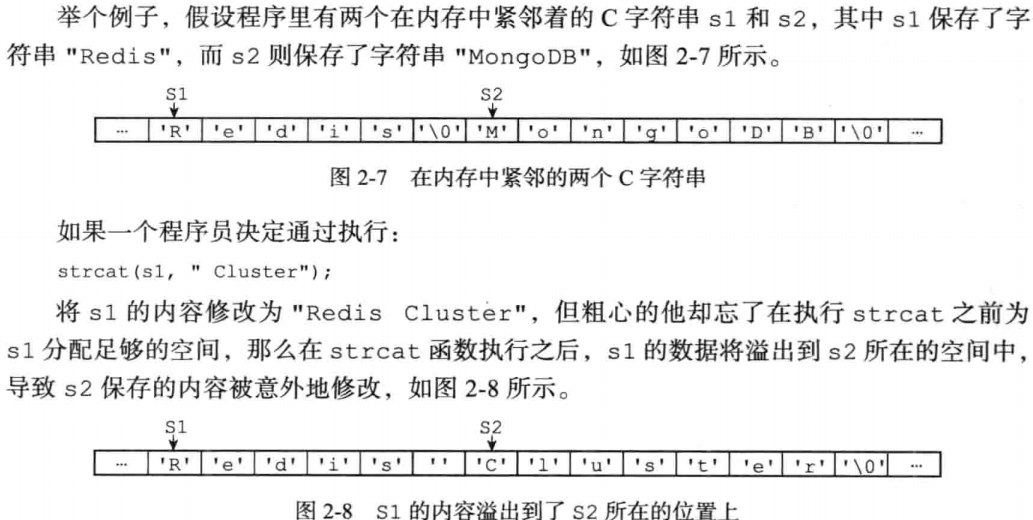 举个例子，假设程序里有两个在内存中紧邻着的 C 字符串 s1 和 s2，其中 s1 保存了字
符串 "Redis"，而 s2 则保存了字符串 "MongoDB"，如图 2-7 所示。
S1 S2
... 'R' 'e' 'd' 'i' 's' '\0' 'M' 'o' 'n' 'g' 'o' 'D' 'B' '\0' ...
图 2-7 在内存中紧邻的两个 C 字符串
如果一个程序员决定通过执行：
strcat(s1, " Cluster");
将 s1 的内容修改为 "Redis Cluster"，但粗心的他却忘了在执行 strcat 之前为
s1 分配足够的空间，那么在 strcat 函数执行之后，s1 的数据将溢出到 s2 所在的空间中，
导致 s2 保存的内容被意外地修改，如图 2-8 所示。
S1 S2
... 'R' 'e' 'd' 'i' 's' ' ' 'C' 'l' 'u' 's' 't' 'e' 'r' '\0' ...
图 2-8 S1 的内容溢出到了 S2 所在的位置上